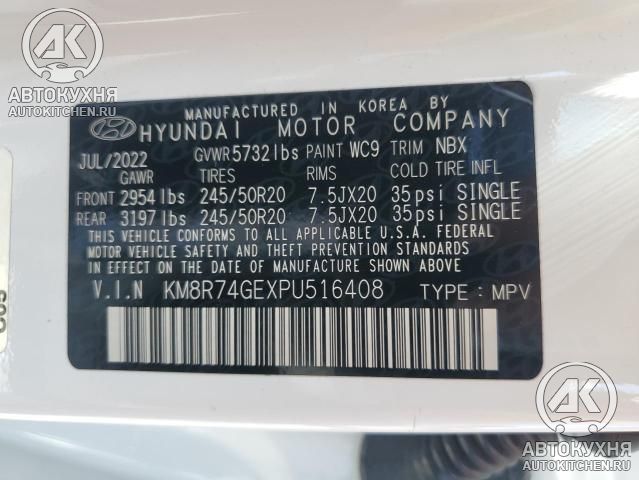 АВТОКУХНЯ
AUTOKITCHEN.RU
АВТОКУХНЯ
AUTOKITCHEN.RU
MANUFACTURED IN KOREA BY
HYUNDAI MOTOR COMPANY
JUL/2022 GVWR 5732lbs PAINT WC9 TRIM NBX
GAWR TIRES RIMS COLD TIRE INFL
FRONT 2954lbs 245/50R20 7.5JX20 35psi SINGLE
REAR 3197lbs 245/50R20 7.5JX20 35psi SINGLE
THIS VEHICLE CONFORMS TO ALL APPLICABLE U.S.A. FEDERAL
MOTOR VEHICLE SAFETY AND THEFT PREVENTION STANDARDS
IN EFFECT ON THE DATE OF MANUFACTURE SHOWN ABOVE.
V.I.N KM8R74GEXPU516408 TYPE : MPV
АВТОКУХНЯ
AUTOKITCHEN.RU